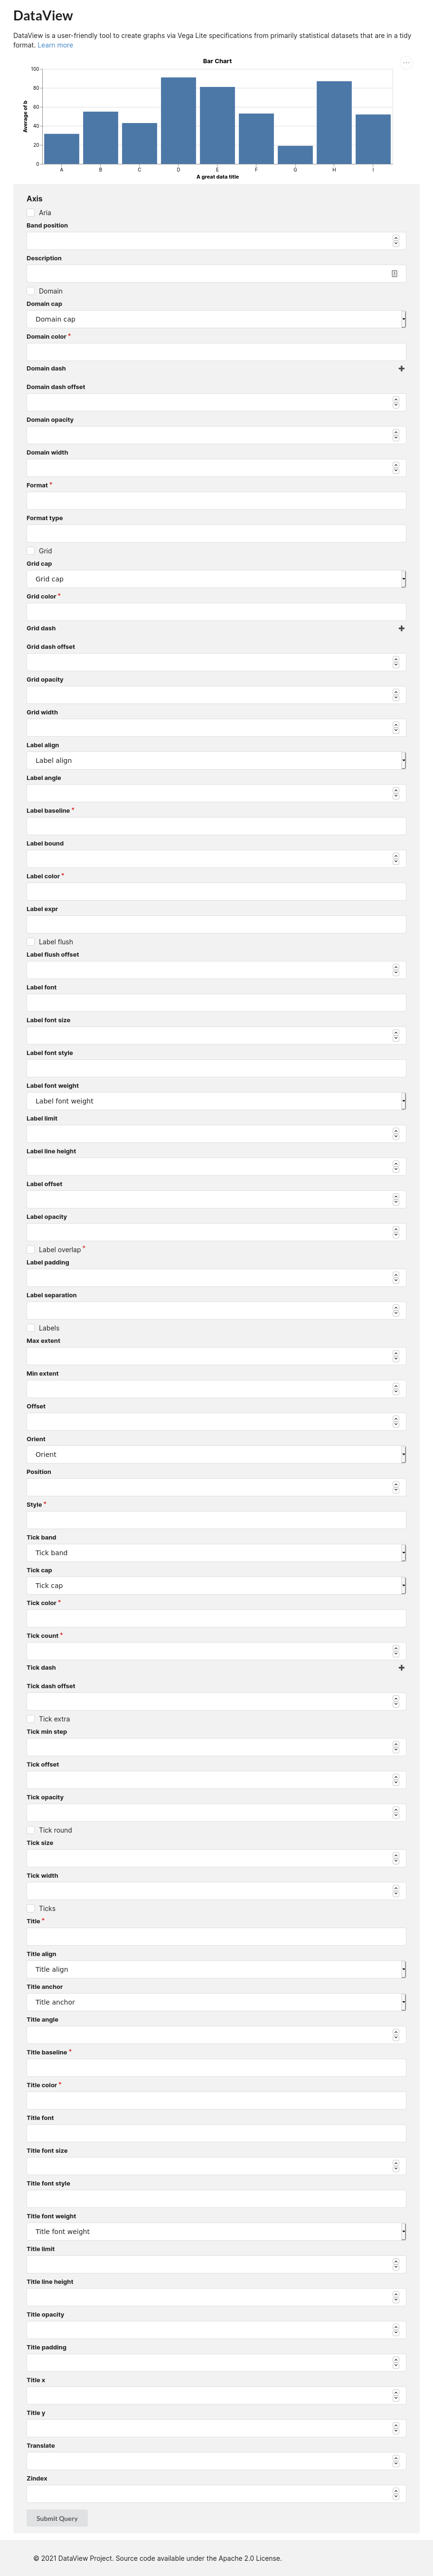 DataView
DataView is a user-friendly tool to create graphs via Vega Lite specifications from primarily statistical datasets that are in a tidy
format. Learn more
Bar Chart
100
80
60
40
20
0
Average of b
A B C D E F G H I
A great data title
Axis
Aria
Band position
Description
Domain
Domain cap
Domain cap
Domain color *
Domain dash
Domain dash offset
Domain opacity
Domain width
Format *
Format type
Grid
Grid cap
Grid cap
Grid color *
Grid dash
Grid dash offset
Grid opacity
Grid width
Label align
Label align
Label angle
Label baseline *
Label bound
Label color *
Label expr
Label flush
Label flush offset
Label font
Label font size
Label font style
Label font weight
Label font weight
Label limit
Label line height
Label offset
Label opacity
Label overlap *
Label padding
Label separation
Labels
Max extent
Min extent
Offset
Orient
Orient
Position
Style *
Tick band
Tick band
Tick cap
Tick cap
Tick color *
Tick count *
Tick dash
Tick dash offset
Tick extra
Tick min step
Tick offset
Tick opacity
Tick round
Tick size
Tick width
Ticks
Title *
Title align
Title align
Title anchor
Title anchor
Title angle
Title baseline *
Title color *
Title font
Title font size
Title font style
Title font weight
Title font weight
Title limit
Title line height
Title opacity
Title padding
Title x
Title y
Translate
Zindex
Submit Query
© 2021 DataView Project. Source code available under the Apache 2.0 License.